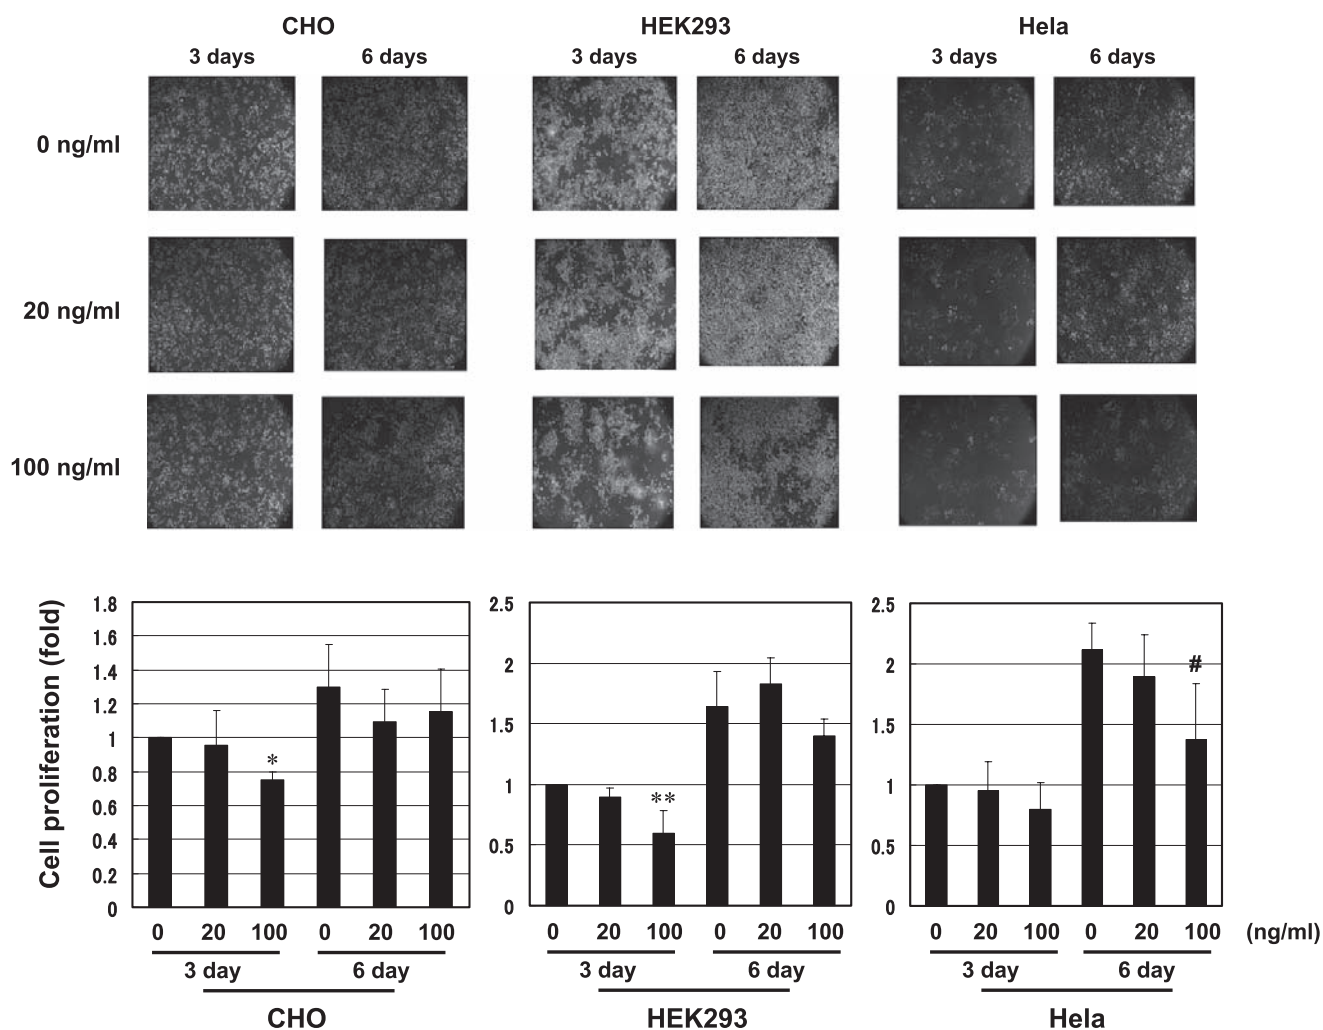 CHO HEK293 Hela
3 days 6 days 3 days 6 days 3 days 6 days
0 ng/ml
20 ng/ml
100 ng/ml
Cell proliferation (fold)
1.8
1.6
1.4
1.2
1
0.8
0.6
0.4
0.2
0
*
0 20 100 0 20 100
3 day 6 day
CHO
2.5
2
1.5
1
0.5
0
**
0 20 100 0 20 100
3 day 6 day
HEK293
2.5
2
1.5
1
0.5
0
#
0 20 100 0 20 100 (ng/ml)
3 day 6 day
Hela